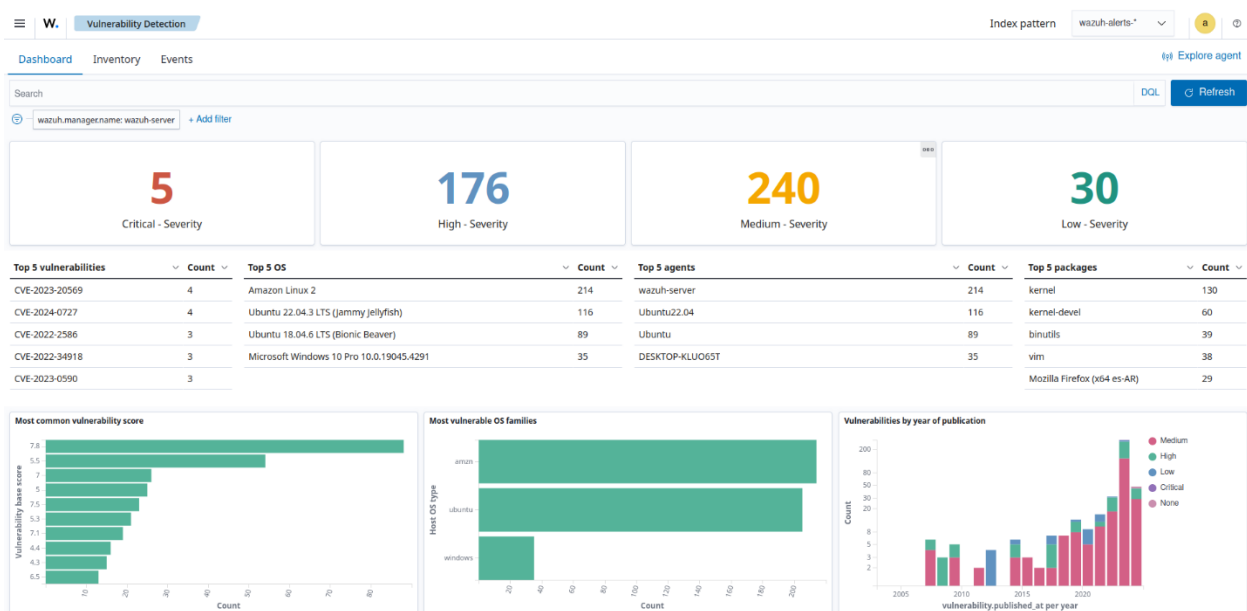 W. Vulnerability Detection Index pattern wazuh-alerts-* a
Dashboard Inventory Events Explore agent
Search DQL Refresh
wazuh.manager.name: wazuh-server + Add filter
5 176 240 30
Critical - Severity High - Severity Medium - Severity Low - Severity
Top 5 vulnerabilities Count Top 5 OS Count Top 5 agents Count Top 5 packages Count
CVE-2023-20569 4 Amazon Linux 2 214 wazuh-server 214 kernel 130
CVE-2024-0727 4 Ubuntu 22.04.3 LTS (Jammy Jellyfish) 116 Ubuntu22.04 116 kernel-devel 60
CVE-2022-2586 3 Ubuntu 18.04.6 LTS (Bionic Beaver) 89 Ubuntu 89 binutils 39
CVE-2022-34918 3 Microsoft Windows 10 Pro 10.0.19045.4291 35 DESKTOP-KLUO65T 35 vim 38
CVE-2023-0590 3 Mozilla Firefox (x64 es-AR) 29
Most common vulnerability score
Vulnerability base score
7.8
5.5
7
5
7.5
5.3
7.1
4.4
4.3
6.5
10 20 30 40 50 60 70 80
Count
Most vulnerable OS families
Host OS type
amzn
ubuntu
windows
20 40 60 80 100 120 140 160 180 200
Count
Vulnerabilities by year of publication
Count
200
80
50
30
20
8
5
3
2
2005 2010 2015 2020
vulnerability.published_at per year
Medium
High
Low
Critical
None